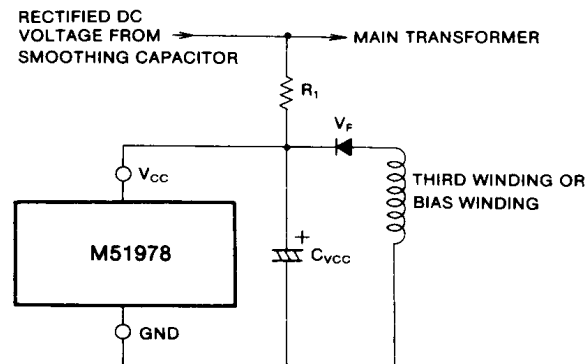 RECTIFIED DC
VOLTAGE FROM
SMOOTHING CAPACITOR
MAIN TRANSFORMER
R1
VF
VCC
THIRD WINDING OR
BIAS WINDING
M51978
+
CVCC
GND